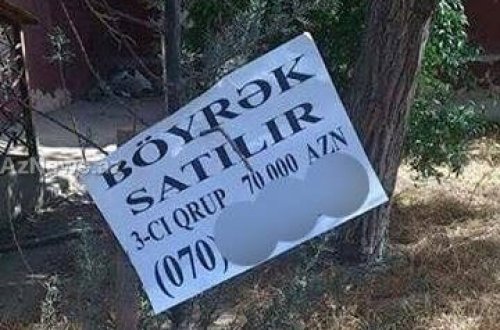 BÖYRƏK
SATILIR
3-CI QRUP 70 000 AZN
(070)